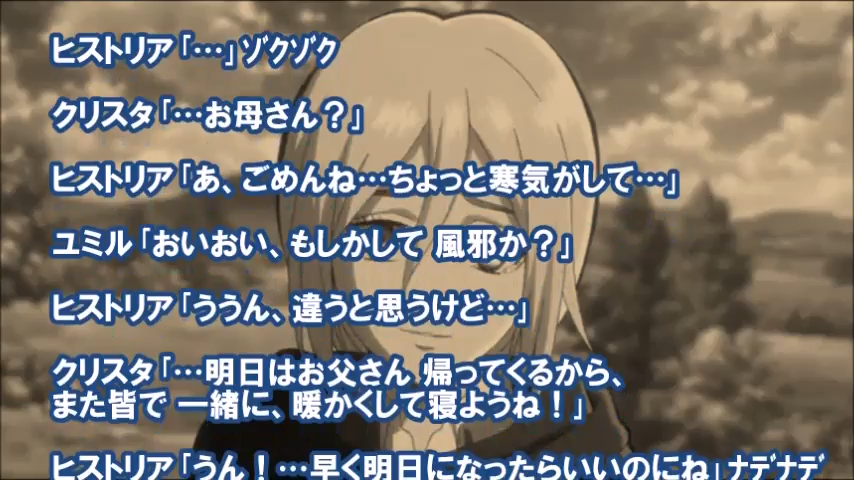 ヒストリア「…」ゾクゾク
クリスタ「…お母さん？」
ヒストリア「あ、ごめんね…ちょっと寒気がして…」
ユミル「おいおい、もしかして 風邪か？」
ヒストリア「ううん、違うと思うけど…」
クリスタ「…明日はお父さん 帰ってくるから、
また皆で 一緒に、暖かくして寝ようね！」
ヒストリア「うん！…早く明日になったらいいのにね」ナデナデ